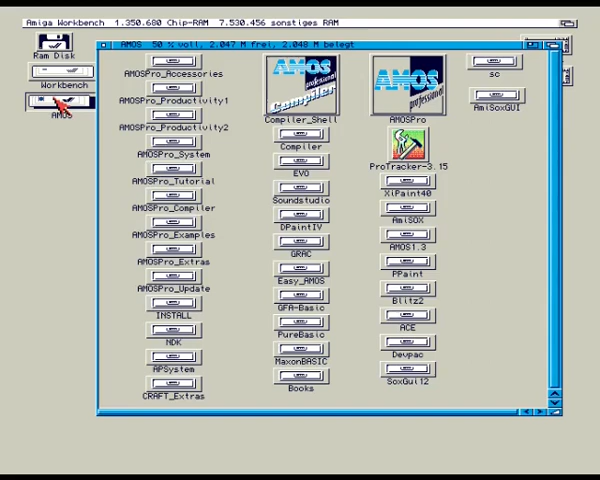 Amiga Workbench 1.350.680 Chip-RAM 7.530.456 sonstiges RAM
Ram Disk
Workbench
AMOS
AMOS 50 % voll, 2.047 M frei, 2.048 M belegt
AMOSPro_Accessories
AMOSPro_Productivity1
AMOSPro_Productivity2
AMOSPro_System
AMOSPro_Tutorial
AMOSPro_Compiler
AMOSPro_Examples
AMOSPro_Extras
AMOSPro_Update
INSTALL
NDK
APSystem
CRAFT_Extras
AMOS
professional
Compiler
Compiler_Shell
Compiler
EVO
Soundstudio
DPaintIV
GRAC
Easy_AMOS
GFA-Basic
PureBasic
MaxonBASIC
Books
AMOS
professional
AMOSPro
ProTracker-3.15
XiPaint40
AmiSOX
AMOS1.3
PPaint
Blitz2
ACE
Devpac
SoxGui12
sc
AmiSoxGUI